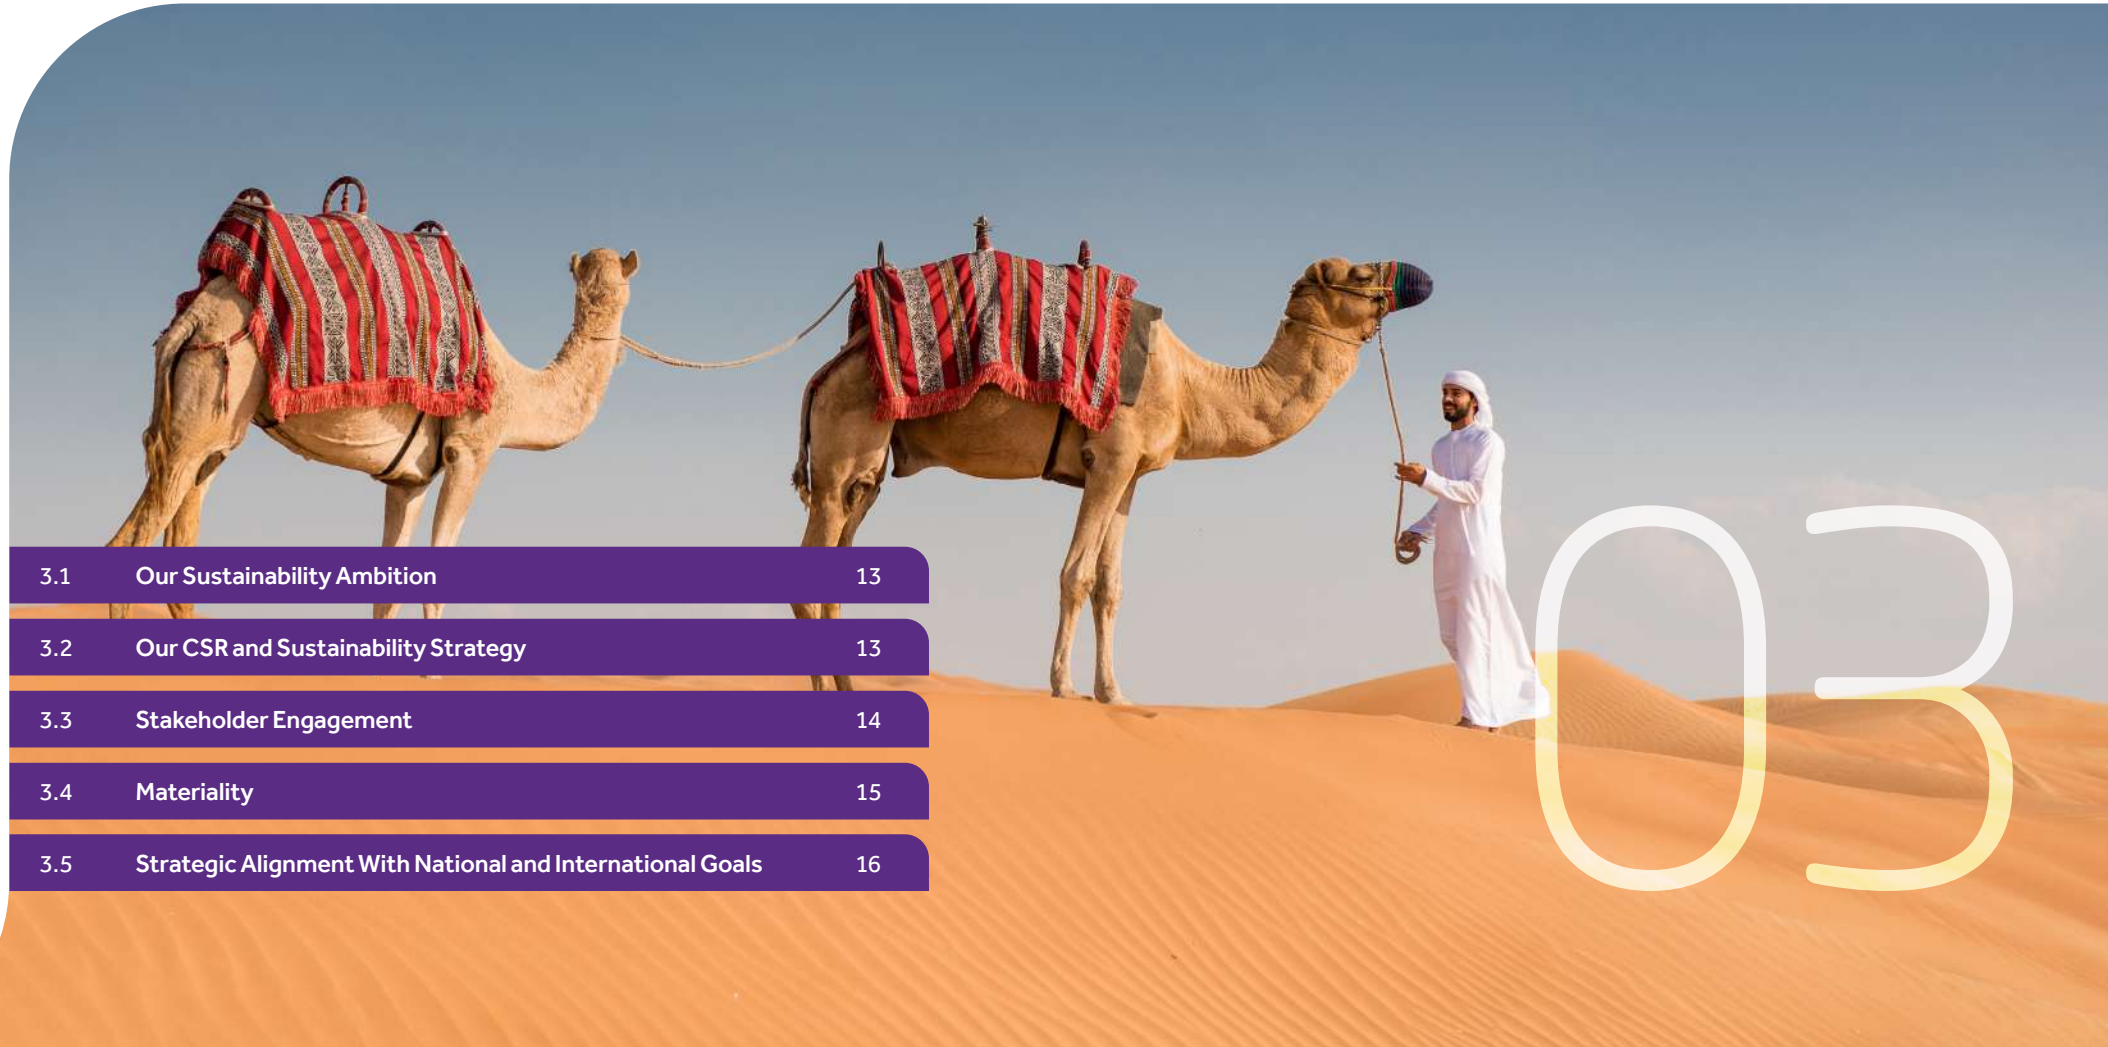 3.1 Our Sustainability Ambition 13
3.2 Our CSR and Sustainability Strategy 13
3.3 Stakeholder Engagement 14
3.4 Materiality 15
3.5 Strategic Alignment With National and International Goals 16
03